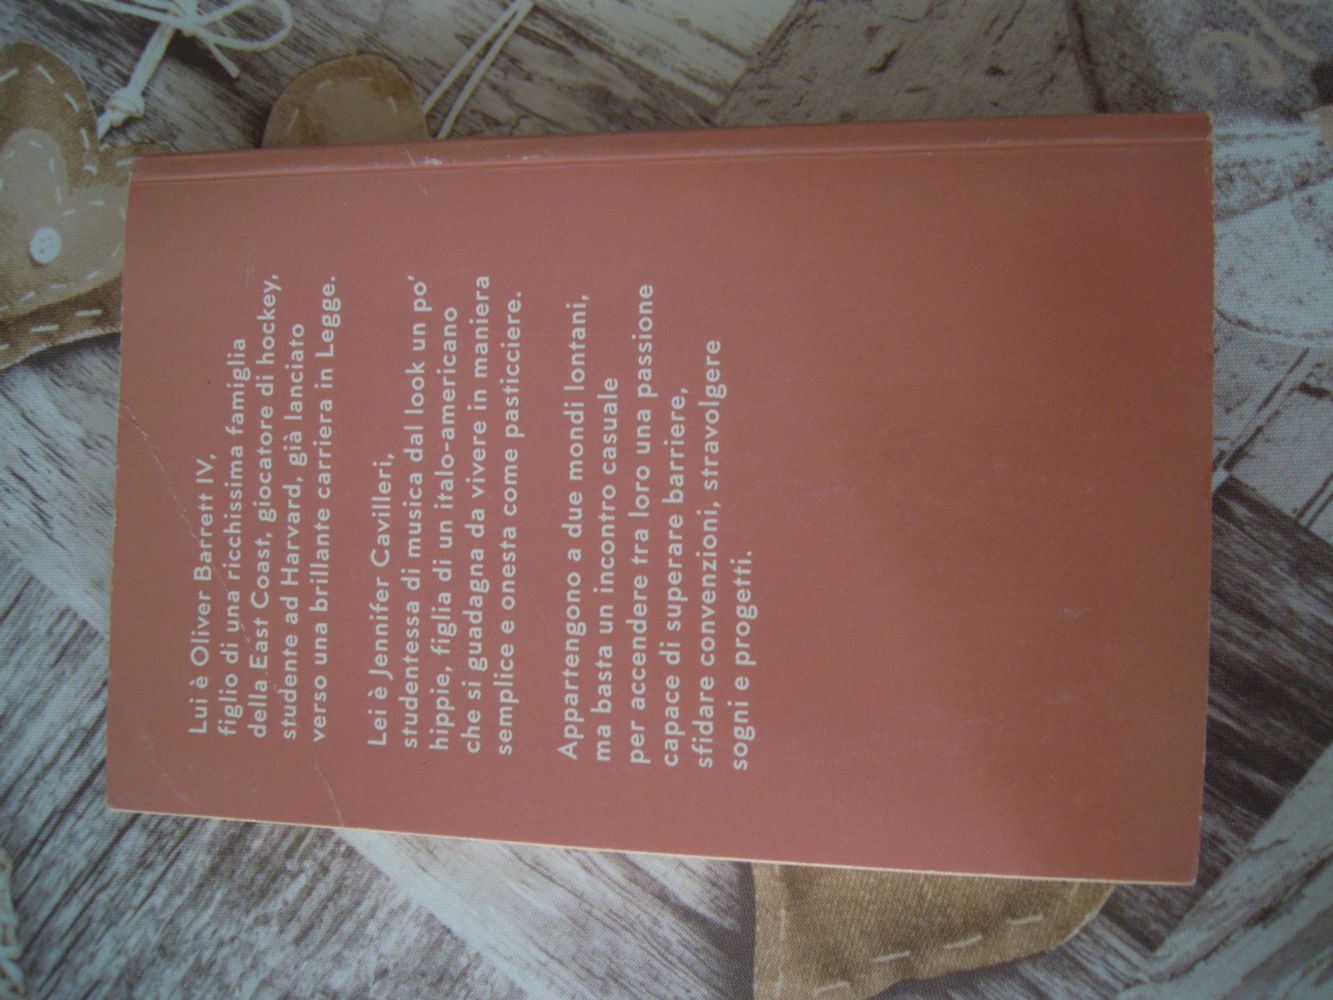 Lui è Oliver Barrett IV,
figlio di una ricchissima famiglia
della East Coast, giocatore di hockey,
studente ad Harvard, già lanciato
verso una brillante carriera in Legge.
Lei è Jennifer Cavilleri,
studentessa di musica dal look un po'
hippie, figlia di un italo-americano
che si guadagna da vivere in maniera
semplice e onesta come pasticciere.
Appartengono a due mondi lontani,
ma basta un incontro casuale
per accendere tra loro una passione
capace di superare barriere,
sfidare convenzioni, stravolgere
sogni e progetti.